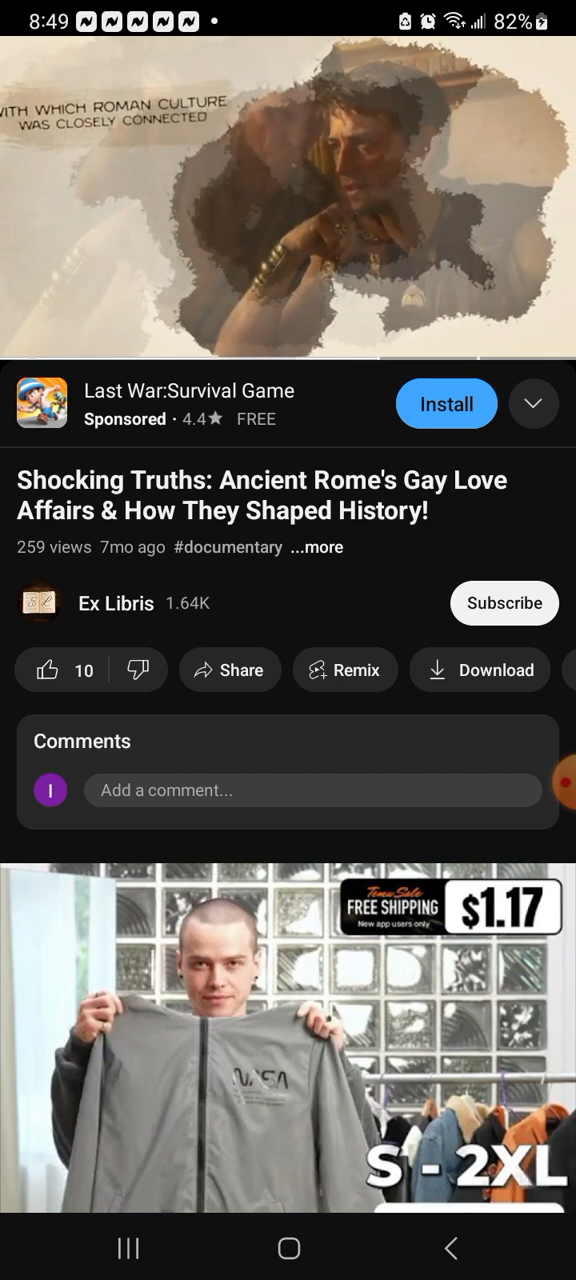 8:49
82%
WITH WHICH ROMAN CULTURE
WAS CLOSELY CONNECTED
Last War:Survival Game
Install
Sponsored · 4.4★ FREE
Shocking Truths: Ancient Rome's Gay Love
Affairs & How They Shaped History!
259 views 7mo ago #documentary ...more
Ex Libris 1.64K
Subscribe
10
Share
Remix
Download
Comments
I
Add a comment...
Temu Sale
FREE SHIPPING
New app users only
$1.17
NASA
S - 2XL